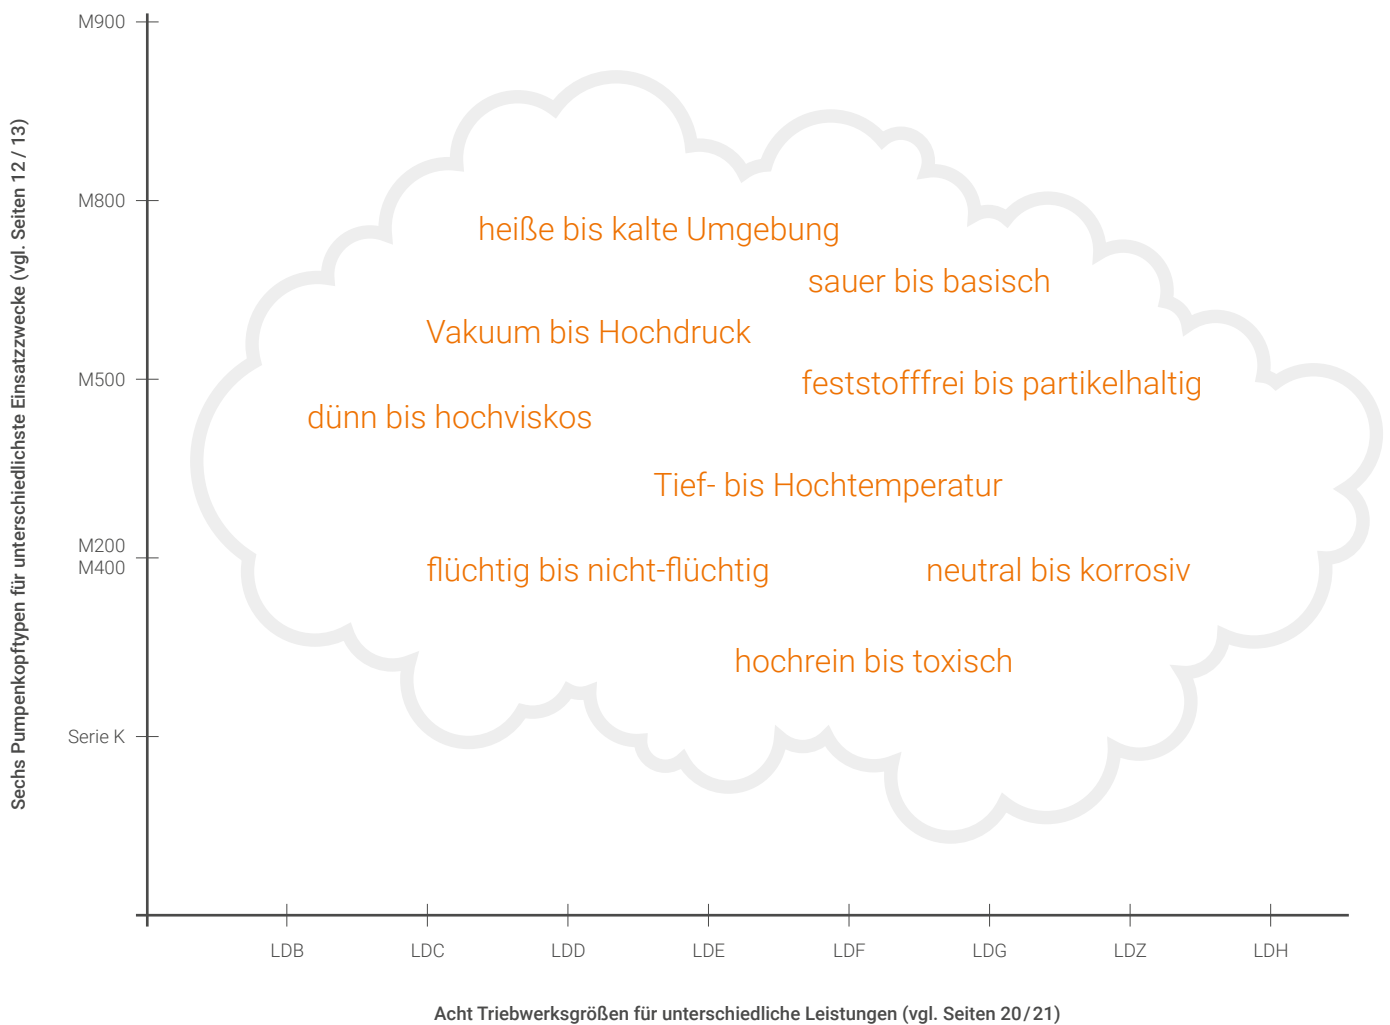 Sechs Pumpenkopftypen für unterschiedlichste Einsatzzwecke (vgl. Seiten 12 / 13)
M900
M800
M500
M200
M400
Serie K
heiße bis kalte Umgebung
sauer bis basisch
Vakuum bis Hochdruck
feststofffrei bis partikelhaltig
dünn bis hochviskos
Tief- bis Hochtemperatur
flüchtig bis nicht-flüchtig
neutral bis korrosiv
hochrein bis toxisch
LDB
LDC
LDD
LDE
LDF
LDG
LDZ
LDH
Acht Triebwerksgrößen für unterschiedliche Leistungen (vgl. Seiten 20 / 21)